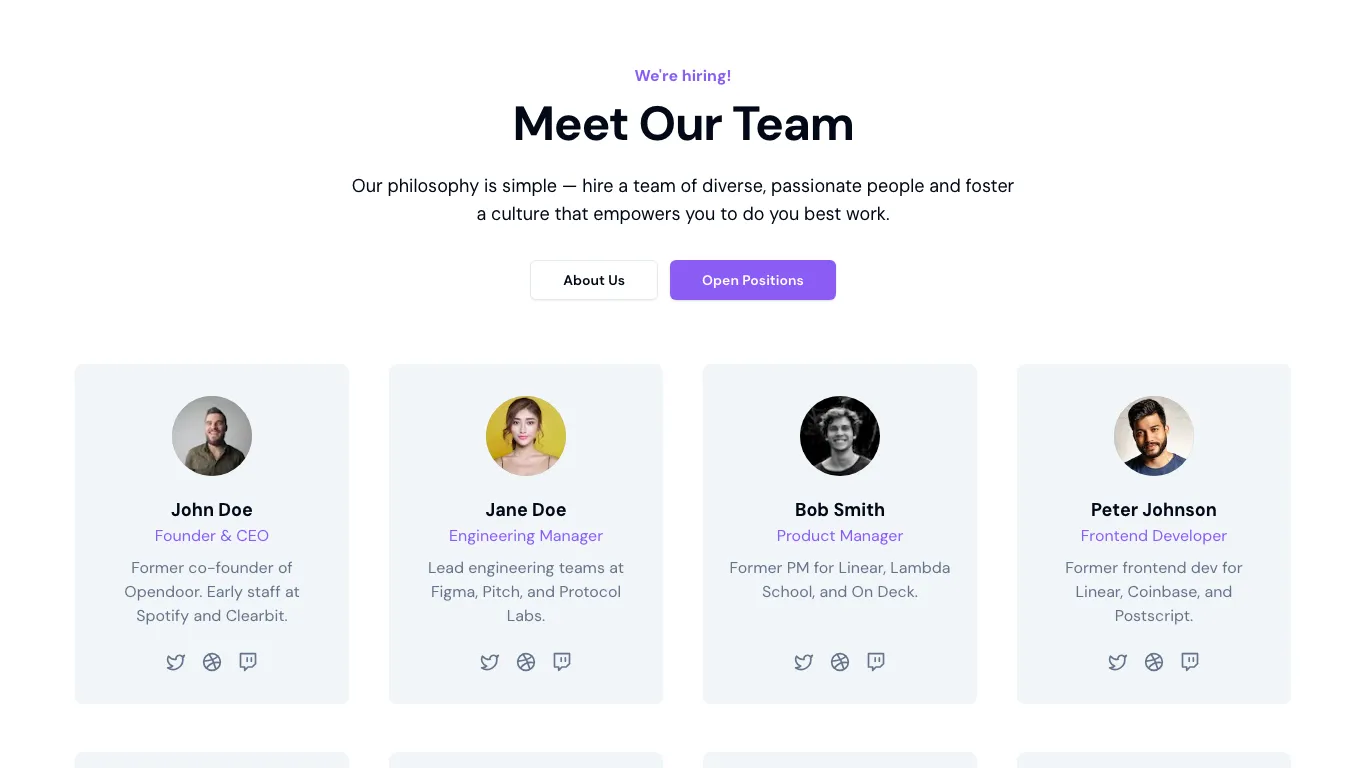 We're hiring!
Meet Our Team
Our philosophy is simple — hire a team of diverse, passionate people and foster
a culture that empowers you to do you best work.
About Us
Open Positions
John Doe
Founder & CEO
Former co-founder of
Opendoor. Early staff at
Spotify and Clearbit.
Jane Doe
Engineering Manager
Lead engineering teams at
Figma, Pitch, and Protocol
Labs.
Bob Smith
Product Manager
Former PM for Linear, Lambda
School, and On Deck.
Peter Johnson
Frontend Developer
Former frontend dev for
Linear, Coinbase, and
Postscript.